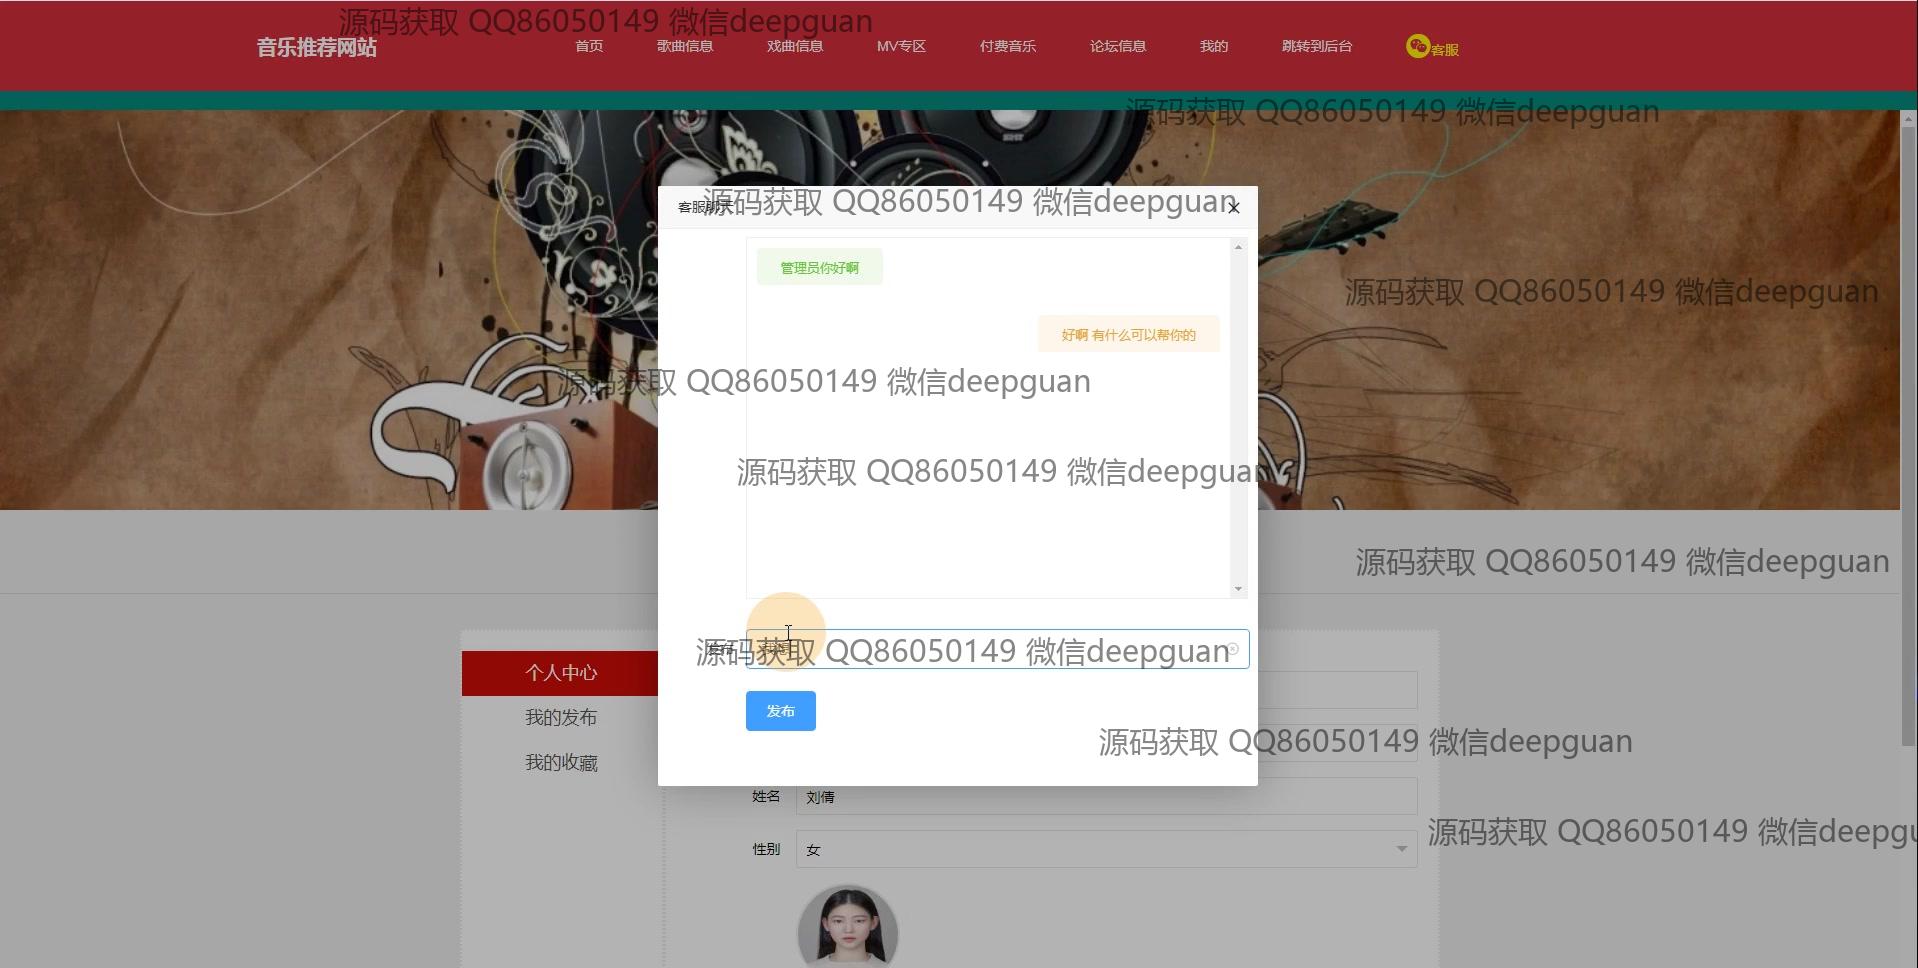 源码获取 QQ86050149 微信deepguan
音乐推荐网站
首页
歌曲信息
戏曲信息
MV专区
付费音乐
论坛信息
我的
跳转到后台
客服
源码获取 QQ86050149 微信deepguan
客服聊天
源码获取 QQ86050149 微信deepguan
管理员你好啊
源码获取 QQ86050149 微信deepguan
好啊 有什么可以帮你的
源码获取 QQ86050149 微信deepguan
源码获取 QQ86050149 微信deepguan
源码获取 QQ86050149 微信deepguan
源码获取 QQ86050149 微信deepguan
个人中心
发布
我的发布
源码获取 QQ86050149 微信deepguan
我的收藏
姓名
刘倩
源码获取 QQ86050149 微信deepgu
性别
女